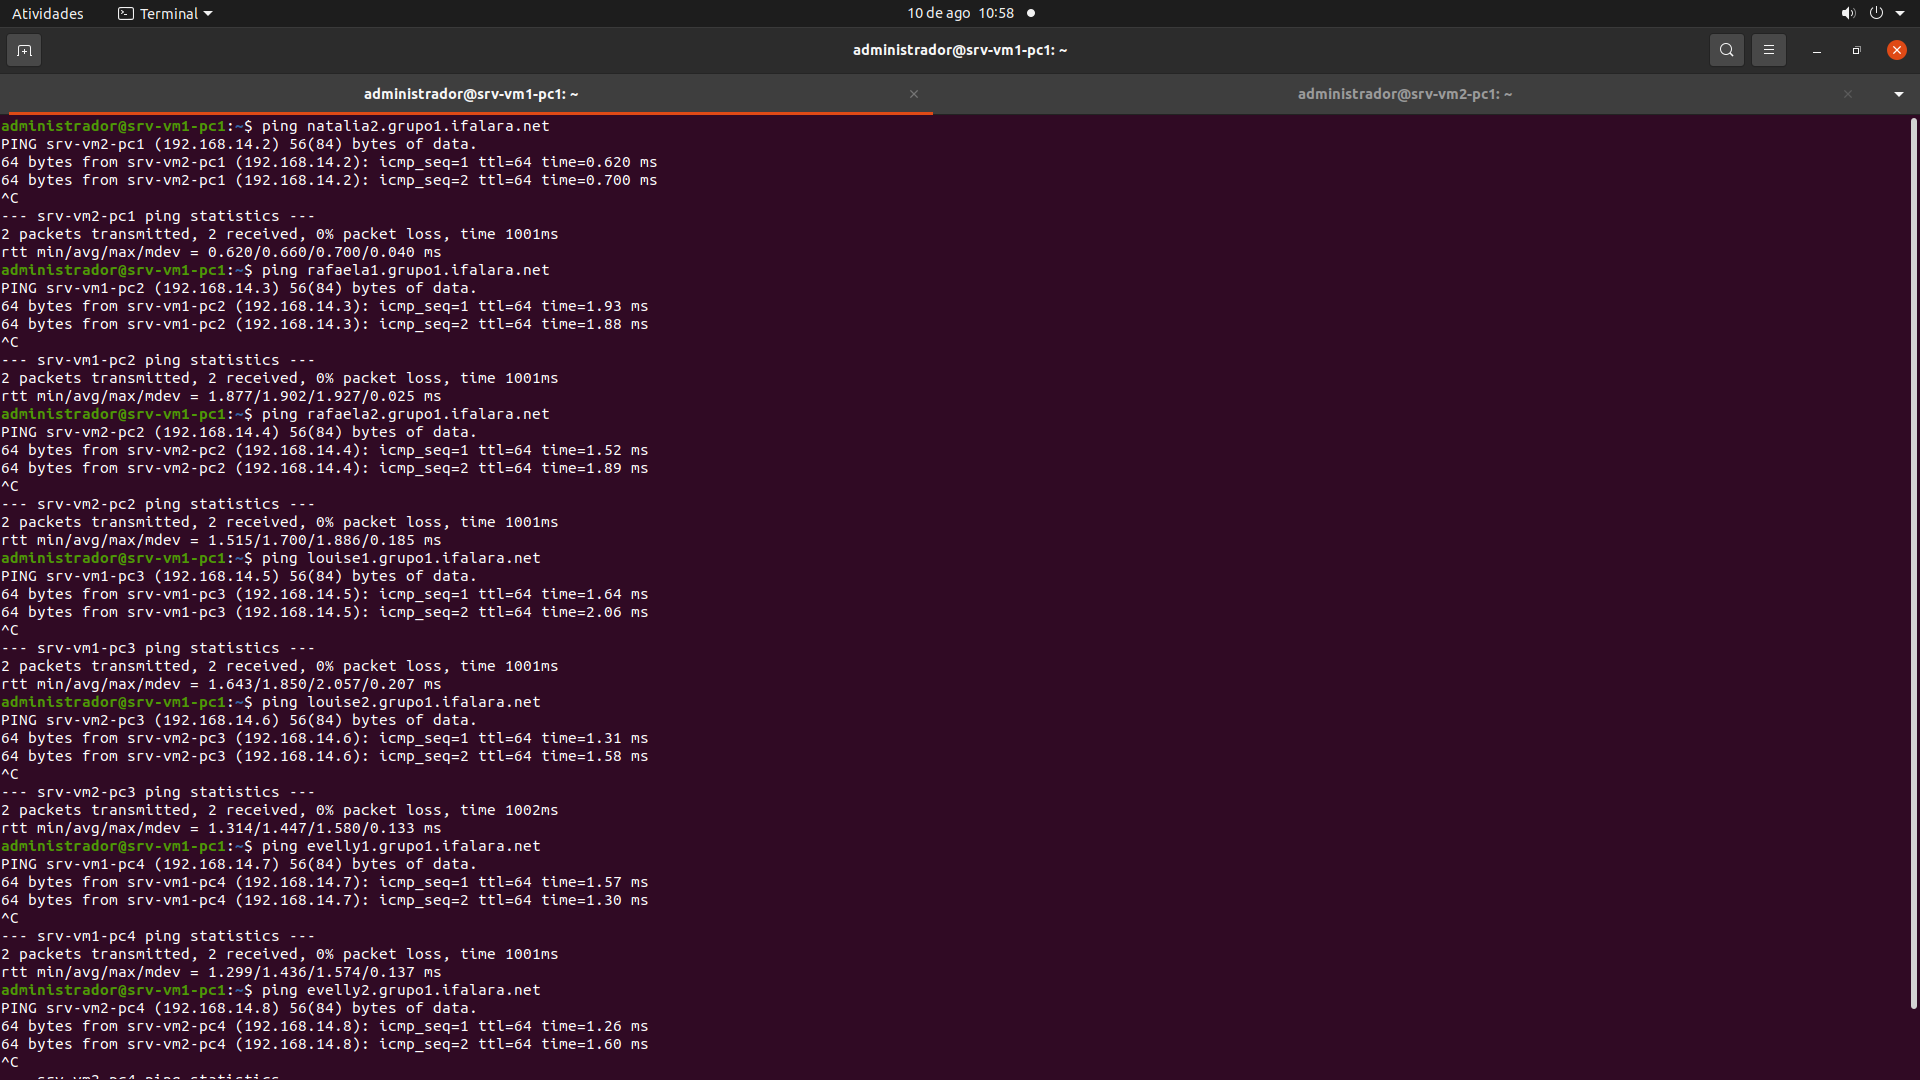 Atividades
Terminal
10 de ago 10:58
administrador@srv-vm1-pc1: ~
administrador@srv-vm1-pc1: ~
administrador@srv-vm2-pc1: ~
administrador@srv-vm1-pc1:~$ ping natalia2.grupo1.ifalara.net
PING srv-vm2-pc1 (192.168.14.2) 56(84) bytes of data.
64 bytes from srv-vm2-pc1 (192.168.14.2): icmp_seq=1 ttl=64 time=0.620 ms
64 bytes from srv-vm2-pc1 (192.168.14.2): icmp_seq=2 ttl=64 time=0.700 ms
^C
--- srv-vm2-pc1 ping statistics ---
2 packets transmitted, 2 received, 0% packet loss, time 1001ms
rtt min/avg/max/mdev = 0.620/0.660/0.700/0.040 ms
administrador@srv-vm1-pc1:~$ ping rafaela1.grupo1.ifalara.net
PING srv-vm1-pc2 (192.168.14.3) 56(84) bytes of data.
64 bytes from srv-vm1-pc2 (192.168.14.3): icmp_seq=1 ttl=64 time=1.93 ms
64 bytes from srv-vm1-pc2 (192.168.14.3): icmp_seq=2 ttl=64 time=1.88 ms
^C
--- srv-vm1-pc2 ping statistics ---
2 packets transmitted, 2 received, 0% packet loss, time 1001ms
rtt min/avg/max/mdev = 1.877/1.902/1.927/0.025 ms
administrador@srv-vm1-pc1:~$ ping rafaela2.grupo1.ifalara.net
PING srv-vm2-pc2 (192.168.14.4) 56(84) bytes of data.
64 bytes from srv-vm2-pc2 (192.168.14.4): icmp_seq=1 ttl=64 time=1.52 ms
64 bytes from srv-vm2-pc2 (192.168.14.4): icmp_seq=2 ttl=64 time=1.89 ms
^C
--- srv-vm2-pc2 ping statistics ---
2 packets transmitted, 2 received, 0% packet loss, time 1001ms
rtt min/avg/max/mdev = 1.515/1.700/1.886/0.185 ms
administrador@srv-vm1-pc1:~$ ping louise1.grupo1.ifalara.net
PING srv-vm1-pc3 (192.168.14.5) 56(84) bytes of data.
64 bytes from srv-vm1-pc3 (192.168.14.5): icmp_seq=1 ttl=64 time=1.64 ms
64 bytes from srv-vm1-pc3 (192.168.14.5): icmp_seq=2 ttl=64 time=2.06 ms
^C
--- srv-vm1-pc3 ping statistics ---
2 packets transmitted, 2 received, 0% packet loss, time 1001ms
rtt min/avg/max/mdev = 1.643/1.850/2.057/0.207 ms
administrador@srv-vm1-pc1:~$ ping louise2.grupo1.ifalara.net
PING srv-vm2-pc3 (192.168.14.6) 56(84) bytes of data.
64 bytes from srv-vm2-pc3 (192.168.14.6): icmp_seq=1 ttl=64 time=1.31 ms
64 bytes from srv-vm2-pc3 (192.168.14.6): icmp_seq=2 ttl=64 time=1.58 ms
^C
--- srv-vm2-pc3 ping statistics ---
2 packets transmitted, 2 received, 0% packet loss, time 1002ms
rtt min/avg/max/mdev = 1.314/1.447/1.580/0.133 ms
administrador@srv-vm1-pc1:~$ ping evelly1.grupo1.ifalara.net
PING srv-vm1-pc4 (192.168.14.7) 56(84) bytes of data.
64 bytes from srv-vm1-pc4 (192.168.14.7): icmp_seq=1 ttl=64 time=1.57 ms
64 bytes from srv-vm1-pc4 (192.168.14.7): icmp_seq=2 ttl=64 time=1.30 ms
^C
--- srv-vm1-pc4 ping statistics ---
2 packets transmitted, 2 received, 0% packet loss, time 1001ms
rtt min/avg/max/mdev = 1.299/1.436/1.574/0.137 ms
administrador@srv-vm1-pc1:~$ ping evelly2.grupo1.ifalara.net
PING srv-vm2-pc4 (192.168.14.8) 56(84) bytes of data.
64 bytes from srv-vm2-pc4 (192.168.14.8): icmp_seq=1 ttl=64 time=1.26 ms
64 bytes from srv-vm2-pc4 (192.168.14.8): icmp_seq=2 ttl=64 time=1.60 ms
^C
--- srv-vm2-pc4 ping statistics ---